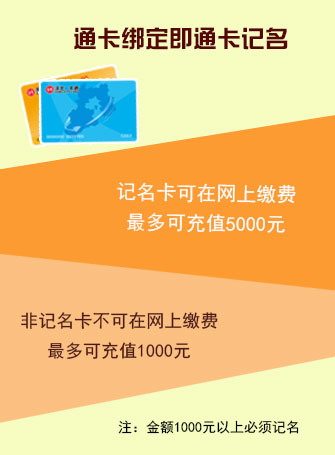 通卡绑定即通卡记名
记名卡可在网上缴费
最多可充值5000元
非记名卡不可在网上缴费
最多可充值1000元
注：金额1000元以上必须记名